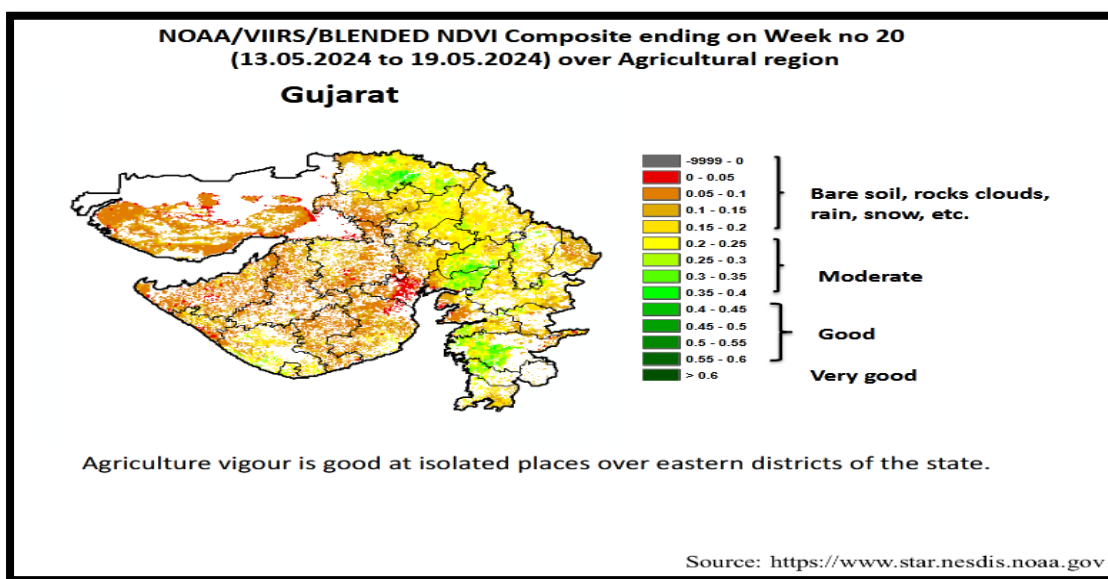 NOAA/VIIRS/BLENDED NDVI Composite ending on Week no 20
(13.05.2024 to 19.05.2024) over Agricultural region
Gujarat
-9999 - 0
0 - 0.05
0.05 - 0.1
0.1 - 0.15
0.15 - 0.2
0.2 - 0.25
0.25 - 0.3
0.3 - 0.35
0.35 - 0.4
0.4 - 0.45
0.45 - 0.5
0.5 - 0.55
0.55 - 0.6
> 0.6
Bare soil, rocks clouds,
rain, snow, etc.
Moderate
Good
Very good
Agriculture vigour is good at isolated places over eastern districts of the state.
Source: https://www.star.nesdis.noaa.gov